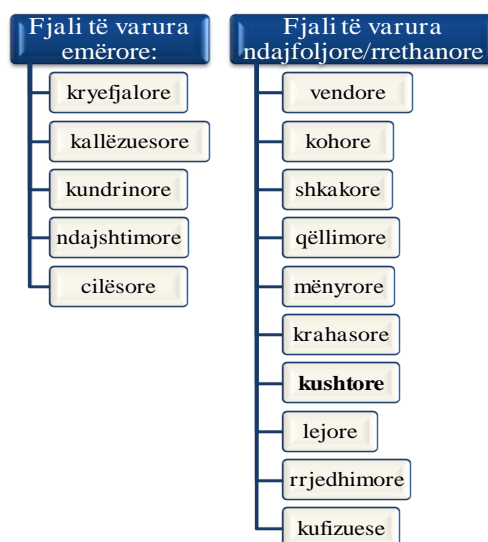 Fjali të varura
emërore:
kryefjalore
kallëzuesore
kundrinore
ndajshtimore
cilësore
Fjali të varura
ndajfoljore/rrethanore
vendore
kohore
shkakore
qëllimore
mënyrore
krahasore
kushtore
lejore
rrjedhimore
kufizuese